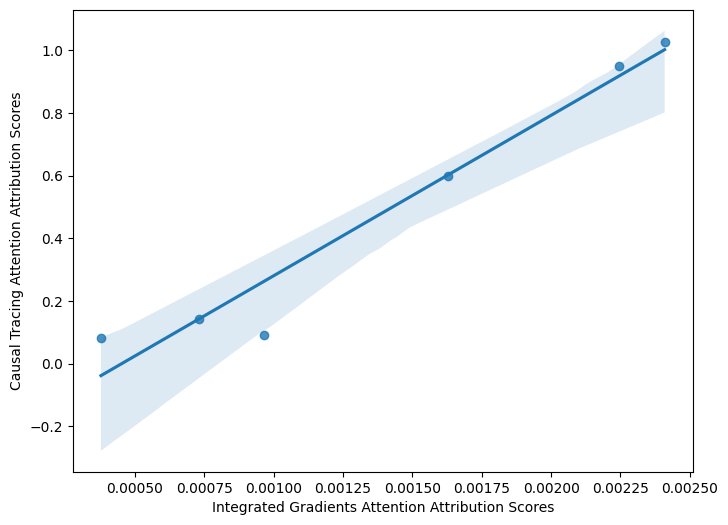 Causal Tracing Attention Attribution Scores
1.0
0.8
0.6
0.4
0.2
0.0
−0.2
0.00050 0.00075 0.00100 0.00125 0.00150 0.00175 0.00200 0.00225 0.00250
Integrated Gradients Attention Attribution Scores